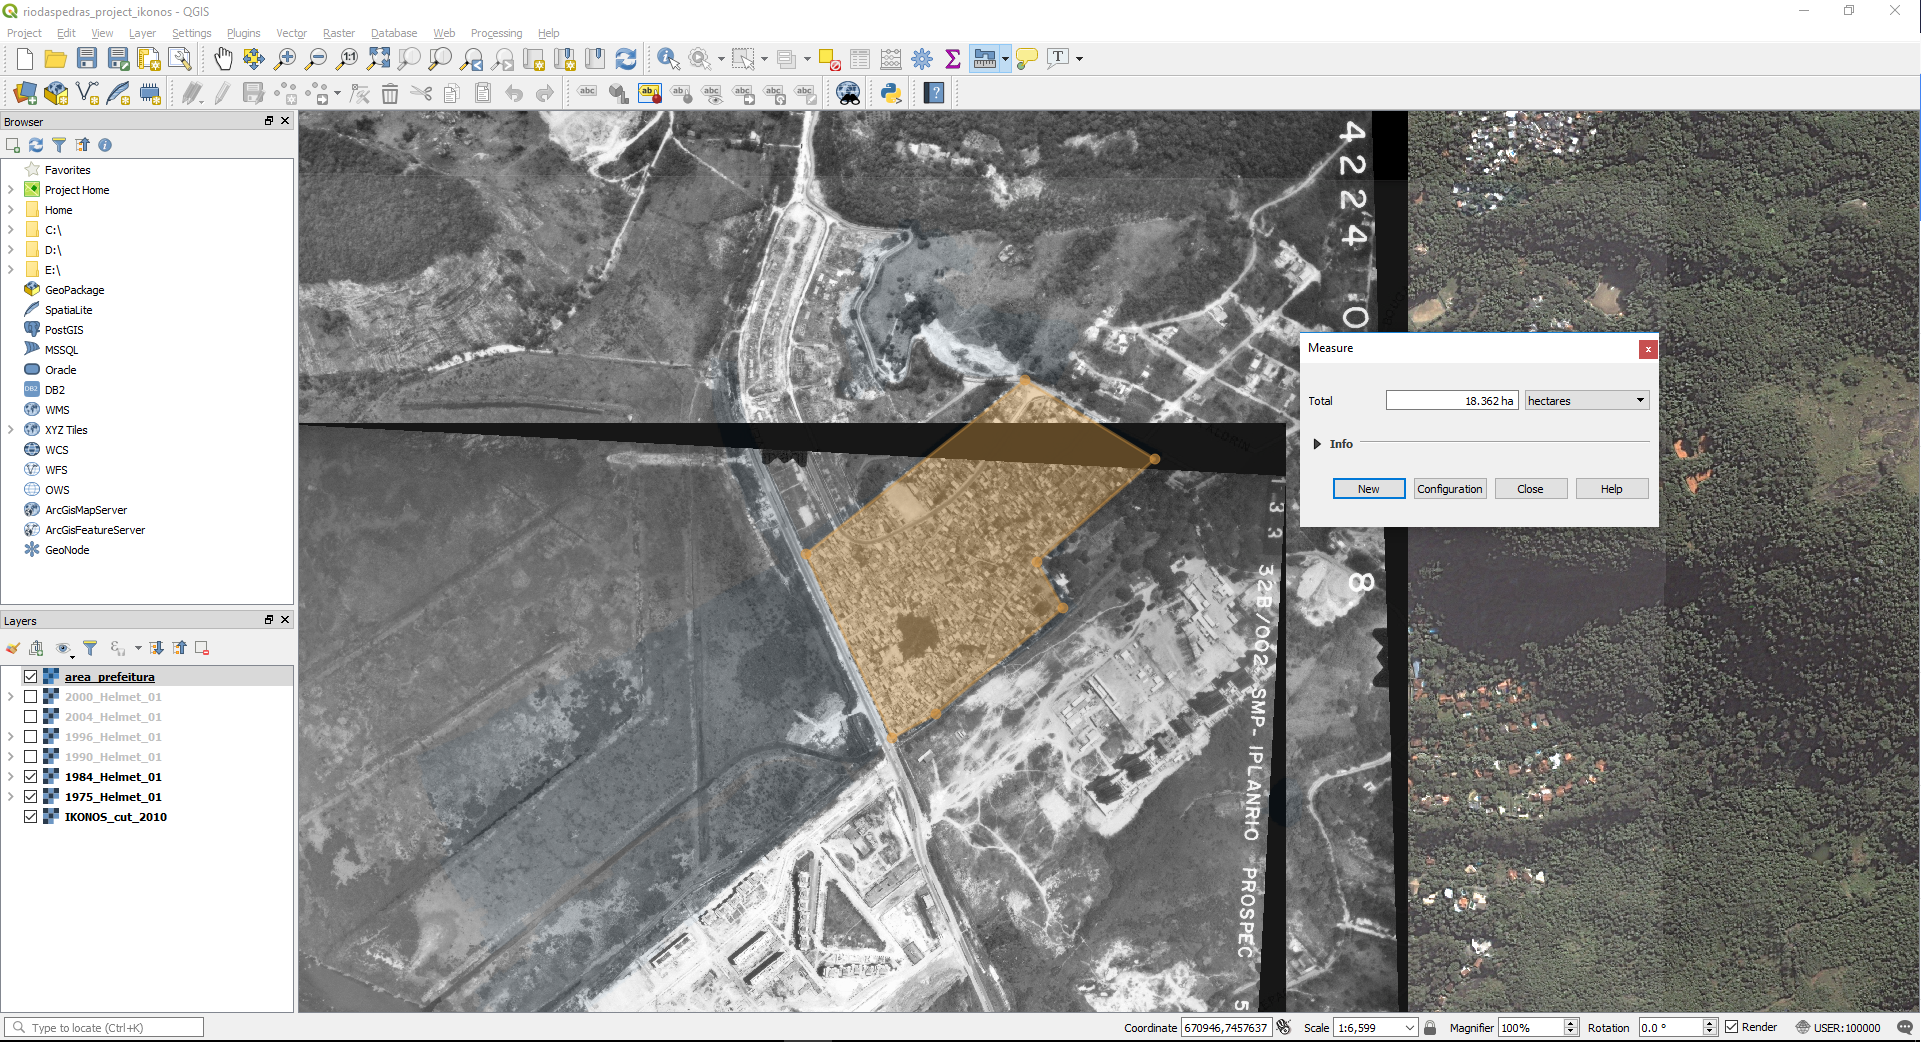 riodaspedras_project_ikonos - QGIS
Project Edit View Layer Settings Plugins Vector Raster Database Web Processing Help
Browser
Favorites
Project Home
Home
C:\
D:\
E:\
GeoPackage
SpatiaLite
PostGIS
MSSQL
Oracle
DB2
WMS
XYZ Tiles
WCS
WFS
OWS
ArcGisMapServer
ArcGisFeatureServer
GeoNode
Layers
area_prefeitura
2000_Helmet_01
2004_Helmet_01
1996_Helmet_01
1990_Helmet_01
1984_Helmet_01
1975_Helmet_01
IKONOS_cut_2010
4224 0
8
133
32B/002 SMP-IPLANRIO PROSPEC 5
Measure
Total 18.362 ha hectares
Info
New Configuration Close Help
Type to locate (Ctrl+K)
Coordinate 670946,7457637 Scale 1:6,599 Magnifier 100% Rotation 0.0 ° Render USER:100000